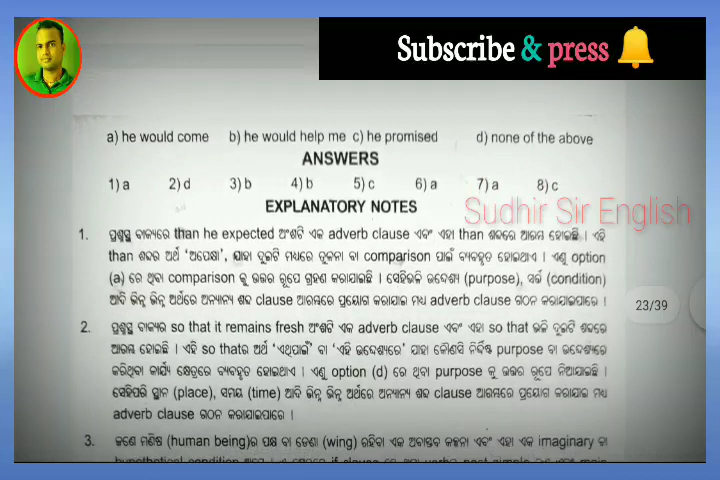 Subscribe & press
a) he would come b) he would help me c) he promised d) none of the above
ANSWERS
1) a 2) d 3) b 4) b 5) c 6) a 7) a 8) c
EXPLANATORY NOTES
Sudhir Sir English
1. ପ୍ରଶ୍ନସ୍ଥ ବାକ୍ୟରେ than he expected ଅଂଶଟି ଏକ adverb clause ଏବଂ ଏହା than ଶବ୍ଦରେ ଆରମ୍ଭ ହୋଇଛି । ଏହି
than ଶବ୍ଦର ଅର୍ଥ ‘ଅପେକ୍ଷା’, ଯାହା ଦୁଇଟି ମଧ୍ୟରେ ତୁଳନା ବା comparison ପାଇଁ ବ୍ୟବହୃତ ହୋଇଥାଏ । ଏଣୁ option
(a) ରେ ଥିବା comparison କୁ ଉତ୍ତର ରୂପେ ଗ୍ରହଣ କରାଯାଇଛି । ସେହିଭଳି ଉଦ୍ଦେଶ୍ୟ (purpose), ସର୍ତ୍ତ (condition)
ଆଦି ଭିନ୍ନ ଭିନ୍ନ ଅର୍ଥରେ ଅନ୍ୟାନ୍ୟ ଶବ୍ଦ clause ଆରମ୍ଭରେ ପ୍ରୟୋଗ କରାଯାଇ ମଧ୍ୟ adverb clause ଗଠନ କରାଯାଇପାରେ ।
23/39
2. ପ୍ରଶ୍ନସ୍ଥ ବାକ୍ୟର so that it remains fresh ଅଂଶଟି ଏକ adverb clause ଏବଂ ଏହା so that ଭଳି ଦୁଇଟି ଶବ୍ଦରେ
ଆରମ୍ଭ ହୋଇଛି । ଏହି so thatର ଅର୍ଥ ‘ଏଥିପାଇଁ’ ବା ‘ଏହି ଉଦ୍ଦେଶ୍ୟରେ’ ଯାହା କୌଣସି ନିର୍ଦ୍ଦିଷ୍ଟ purpose ବା ଉଦ୍ଦେଶ୍ୟରେ
କରିଥିବା କାର୍ଯ୍ୟ କ୍ଷେତ୍ରରେ ବ୍ୟବହୃତ ହୋଇଥାଏ । ଏଣୁ option (d) ରେ ଥିବା purpose କୁ ଉତ୍ତର ରୂପେ ନିଆଯାଇଛି ।
ସେହିପରି ସ୍ଥାନ (place), ସମୟ (time) ଆଦି ଭିନ୍ନ ଭିନ୍ନ ଅର୍ଥରେ ଅନ୍ୟାନ୍ୟ ଶବ୍ଦ clause ଆରମ୍ଭରେ ପ୍ରୟୋଗ କରାଯାଇ ମଧ୍ୟ
adverb clause ଗଠନ କରାଯାଇପାରେ ।
3. ଜଣେ ମଣିଷ (human being)ର ପକ୍ଷ ବା ଡେଣା (wing) ରହିବା ଏକ ଅବାସ୍ତବ କଳ୍ପନା ଏବଂ ଏହା ଏକ imaginary ବା
hypothetical condition